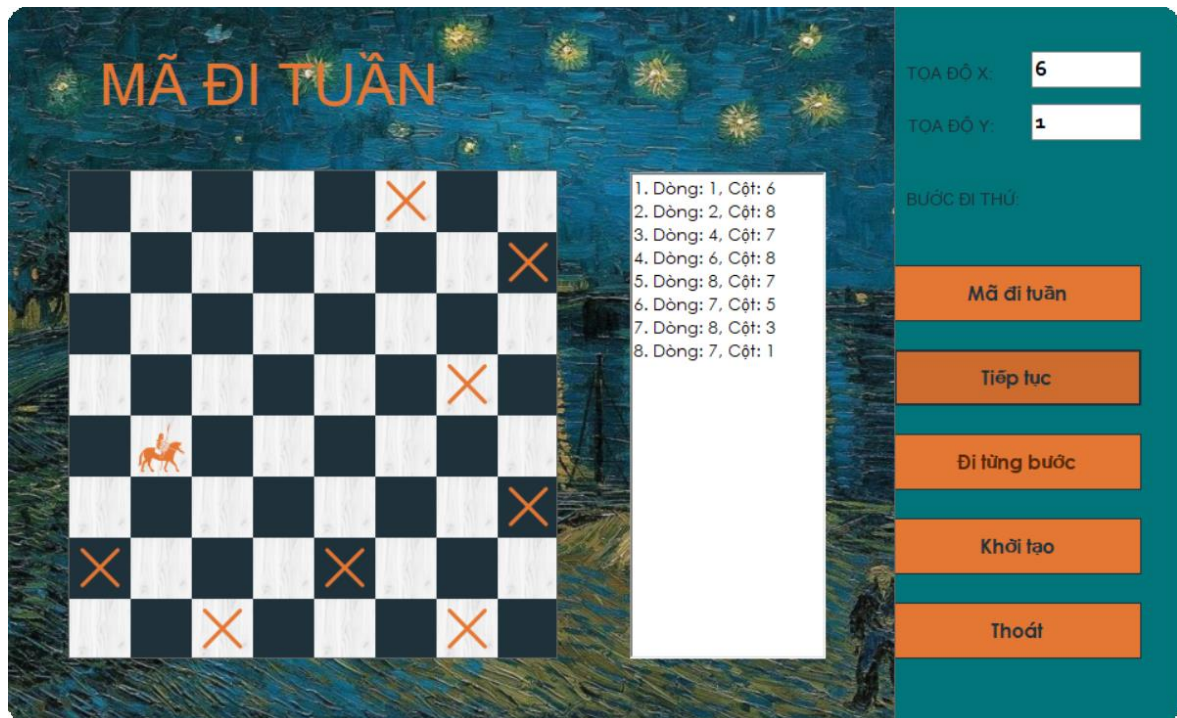 MÃ ĐI TUẦN
TỌA ĐỘ X:
6
TOA ĐỘ Y:
1
BƯỚC ĐI THỨ:
1. Dòng: 1, Cột: 6
2. Dòng: 2, Cột: 8
3. Dòng: 4, Cột: 7
4. Dòng: 6, Cột: 8
5. Dòng: 8, Cột: 7
6. Dòng: 7, Cột: 5
7. Dòng: 8, Cột: 3
8. Dòng: 7, Cột: 1
Mã đi tuần
Tiếp tục
Đi từng bước
Khởi tạo
Thoát